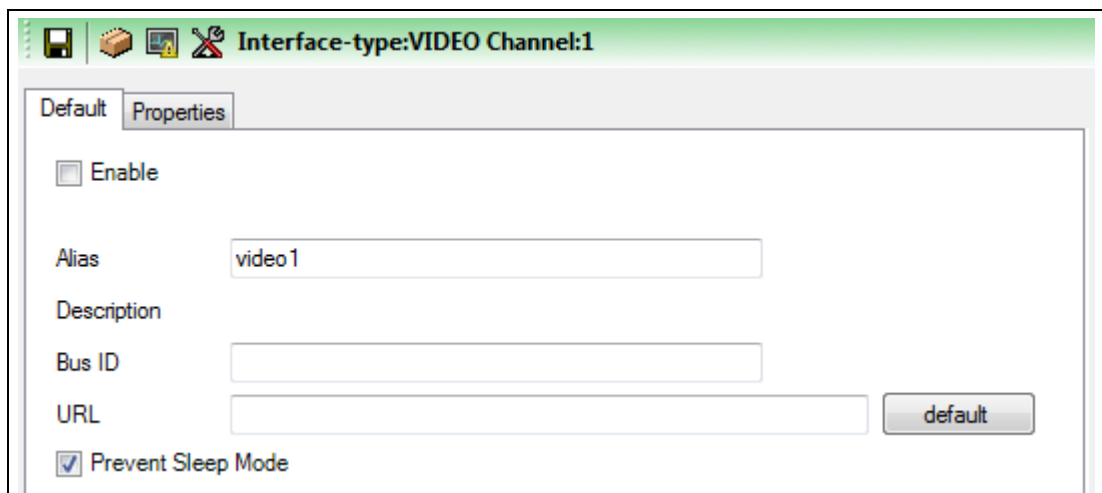 Interface-type:VIDEO Channel:1
Default Properties
Enable
Alias video1
Description
Bus ID
URL default
Prevent Sleep Mode